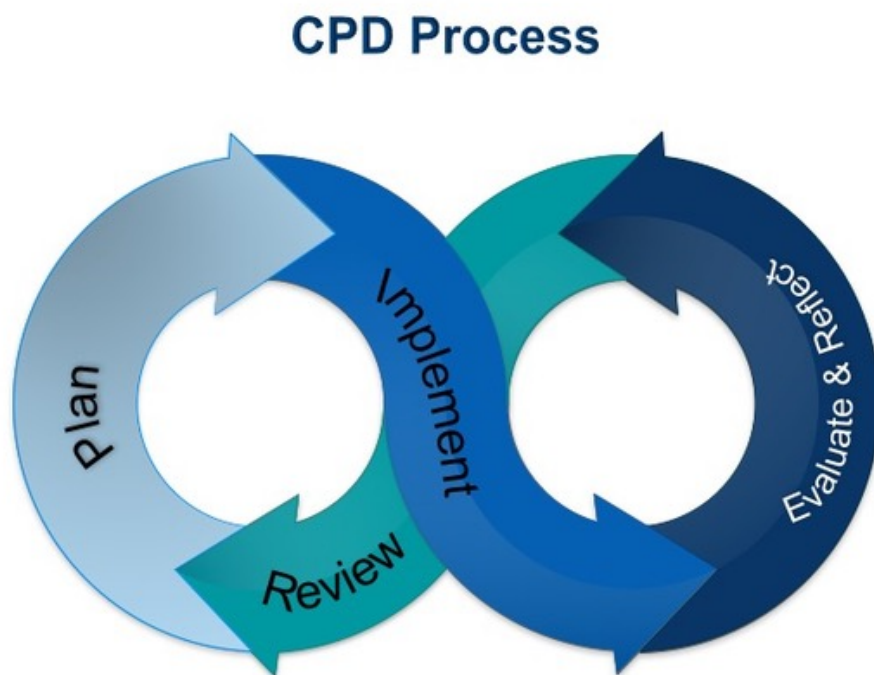 CPD Process
Plan
Implement
Evaluate & Reflect
Review